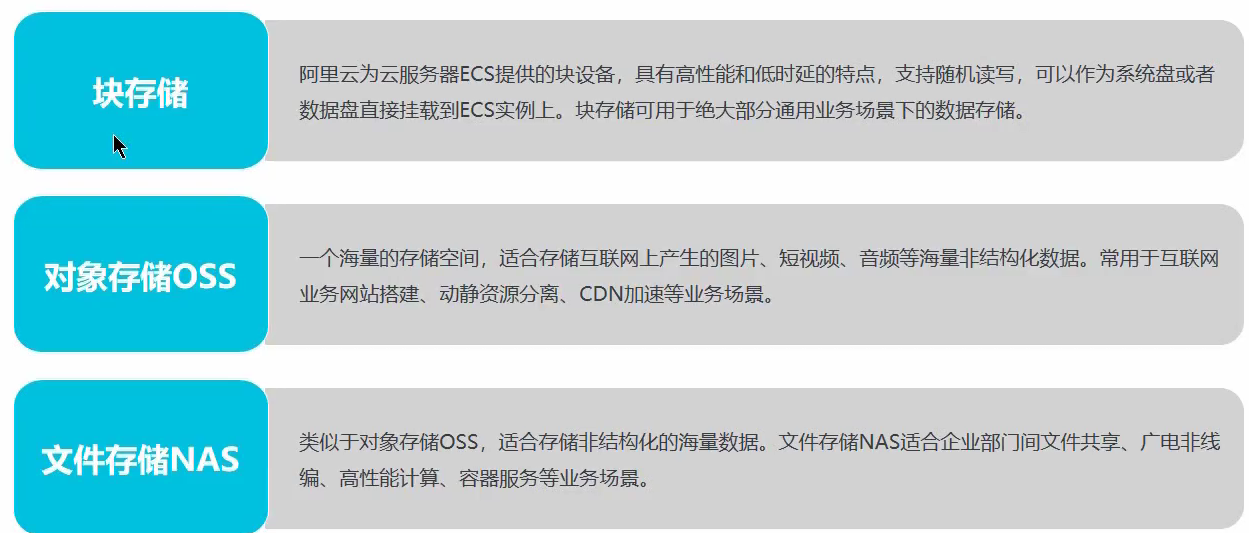 块存储
阿里云为云服务器ECS提供的块设备，具有高性能和低时延的特点，支持随机读写，可以作为系统盘或者
数据盘直接挂载到ECS实例上。块存储可用于绝大部分通用业务场景下的数据存储。
对象存储OSS
一个海量的存储空间，适合存储互联网上产生的图片、短视频、音频等海量非结构化数据。常用于互联网
业务网站搭建、动静资源分离、CDN加速等业务场景。
文件存储NAS
类似于对象存储OSS，适合存储非结构化的海量数据。文件存储NAS适合企业部门间文件共享、广电非线
编、高性能计算、容器服务等业务场景。